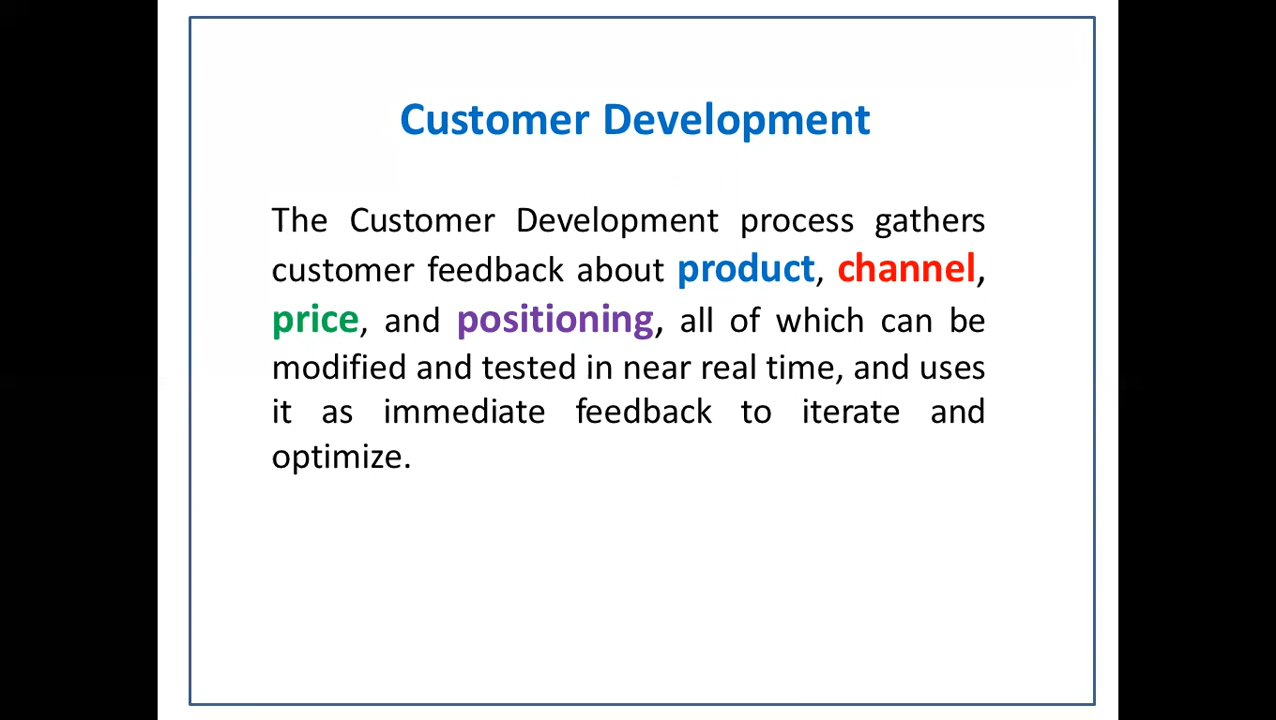 Customer Development
The Customer Development process gathers
customer feedback about product, channel,
price, and positioning, all of which can be
modified and tested in near real time, and uses
it as immediate feedback to iterate and
optimize.